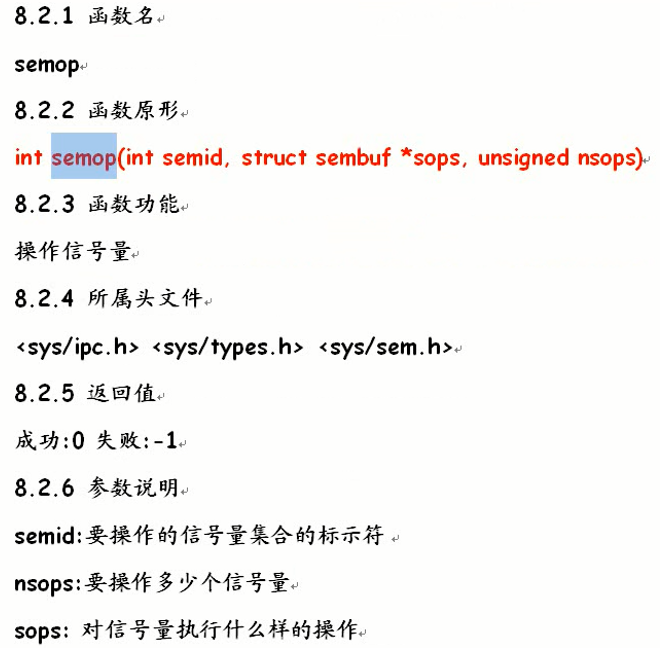 8.2.1 函数名
semop
8.2.2 函数原形
int semop(int semid, struct sembuf *sops, unsigned nsops)
8.2.3 函数功能
操作信号量
8.2.4 所属头文件
<sys/ipc.h> <sys/types.h> <sys/sem.h>
8.2.5 返回值
成功:0 失败:-1
8.2.6 参数说明
semid:要操作的信号量集合的标示符
nsops:要操作多少个信号量
sops: 对信号量执行什么样的操作